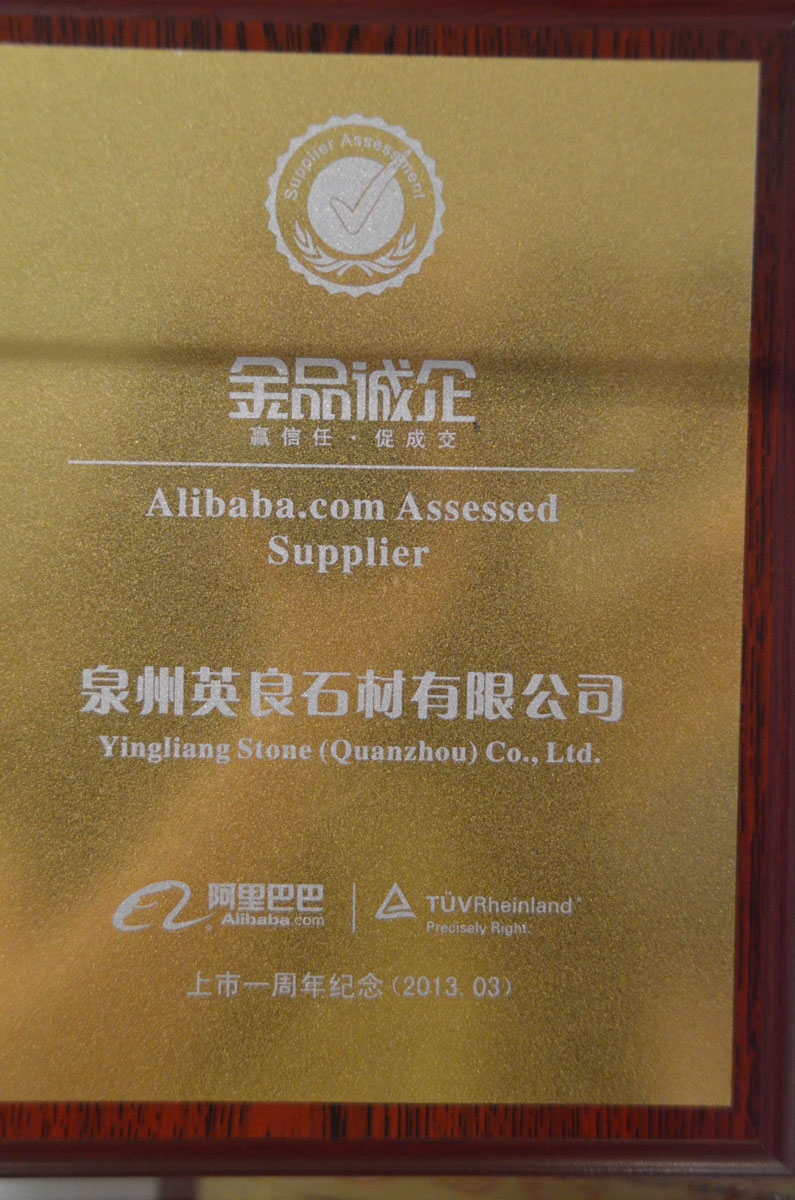 Supplier Assessment
金品诚企
赢信任·促成交
Alibaba.com Assessed
Supplier
泉州英良石材有限公司
Yingliang Stone (Quanzhou) Co., Ltd.
阿里巴巴
Alibaba.com
TÜVRheinland®
Precisely Right.
上市一周年纪念(2013.03)